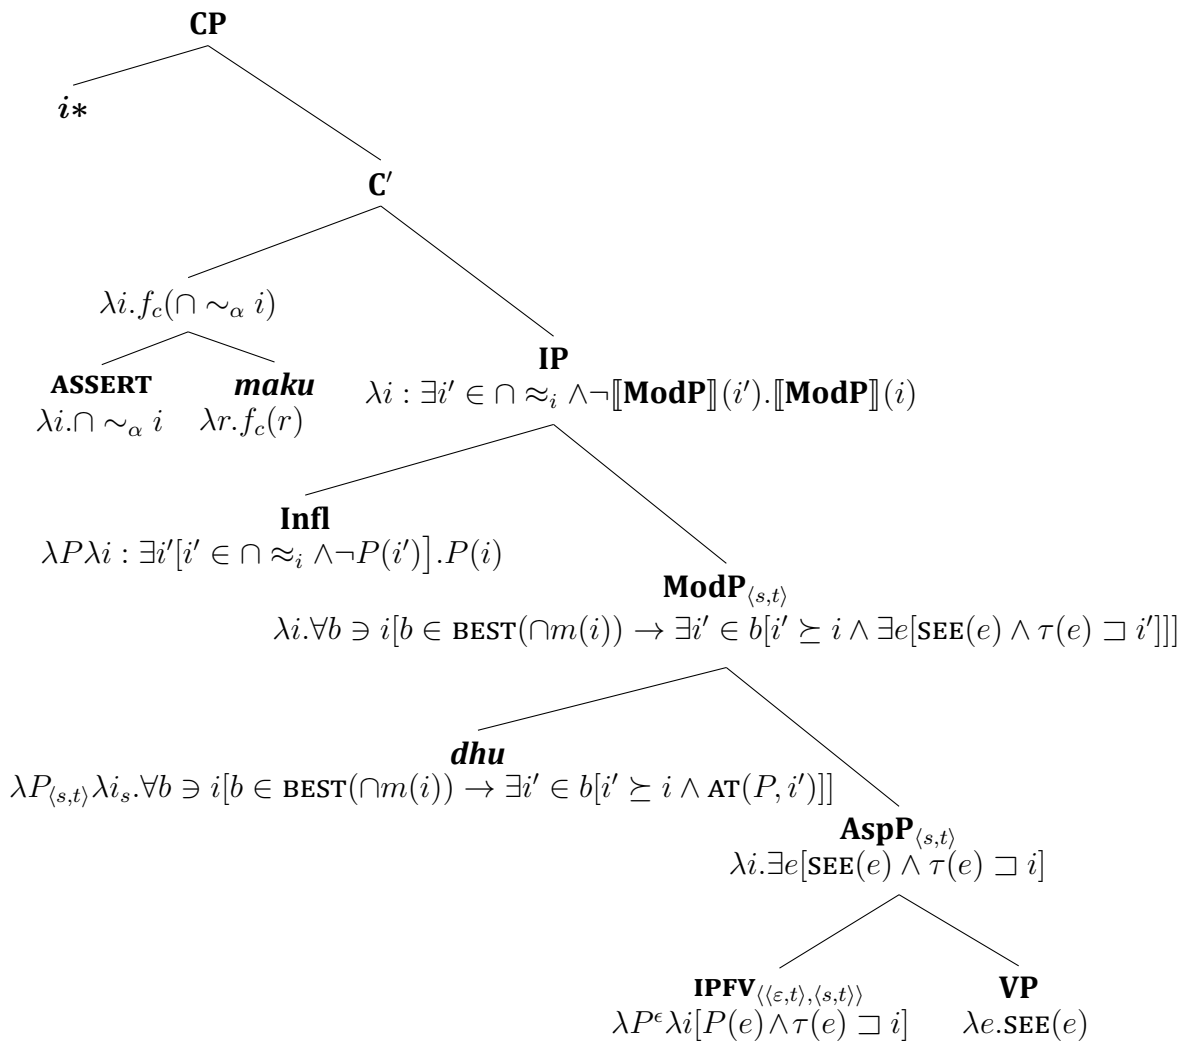 CP
i∗
C′
λi.f_c(∩ ∼_α i)
ASSERT
λi.∩ ∼_α i
maku
λr.f_c(r)
IP
λi : ∃i′ ∈ ∩ ≈_i ∧¬⟦ModP⟧(i′).⟦ModP⟧(i)
Infl
λPλi : ∃i′[i′ ∈ ∩ ≈_i ∧¬P(i′)].P(i)
ModP_⟨s,t⟩
λi.∀b ∋ i[b ∈ BEST(∩m(i)) → ∃i′ ∈ b[i′ ⪰ i ∧ ∃e[SEE(e) ∧ τ(e) ⊐ i′]]]
dhu
λP_⟨s,t⟩λi_s.∀b ∋ i[b ∈ BEST(∩m(i)) → ∃i′ ∈ b[i′ ⪰ i ∧ AT(P, i′)]]
AspP_⟨s,t⟩
λi.∃e[SEE(e) ∧ τ(e) ⊐ i]
IPFV_⟨⟨ε,t⟩,⟨s,t⟩⟩
λP^ϵλi[P(e)∧τ(e) ⊐ i]
VP
λe.SEE(e)